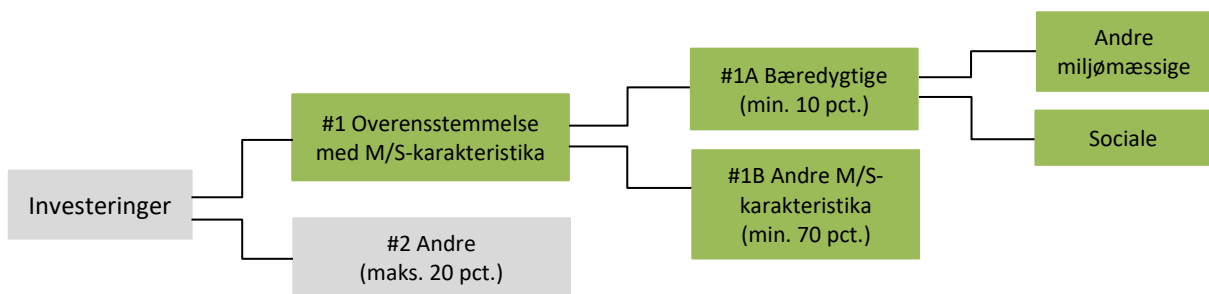 Investeringer
#1 Overensstemmelse
med M/S-karakteristika
#2 Andre
(maks. 20 pct.)
#1A Bæredygtige
(min. 10 pct.)
#1B Andre M/S-
karakteristika
(min. 70 pct.)
Andre
miljømæssige
Sociale